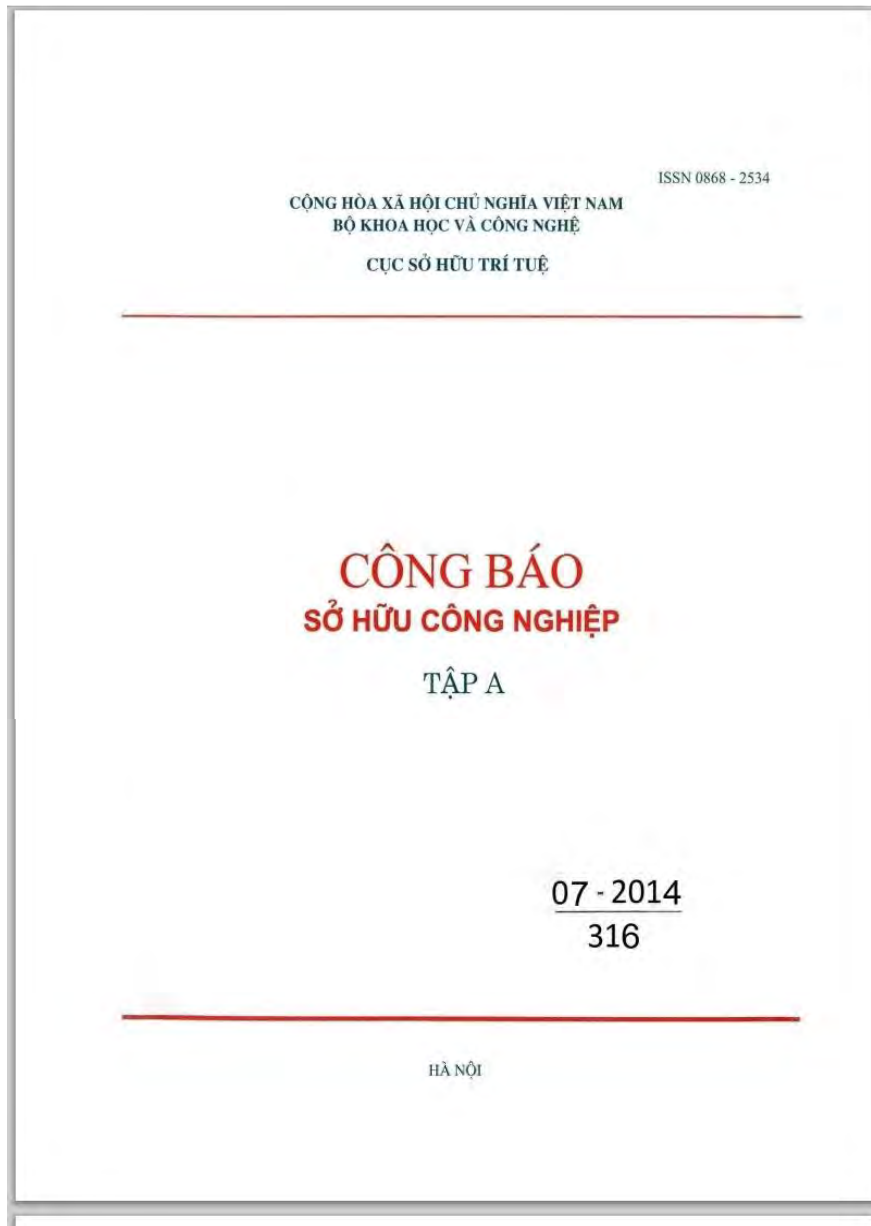 ISSN 0868 - 2534
CỘNG HÒA XÃ HỘI CHỦ NGHĨA VIỆT NAM
BỘ KHOA HỌC VÀ CÔNG NGHỆ
CỤC SỞ HỮU TRÍ TUỆ
CÔNG BÁO
SỞ HỮU CÔNG NGHIỆP
TẬP A
07 - 2014
316
HÀ NỘI